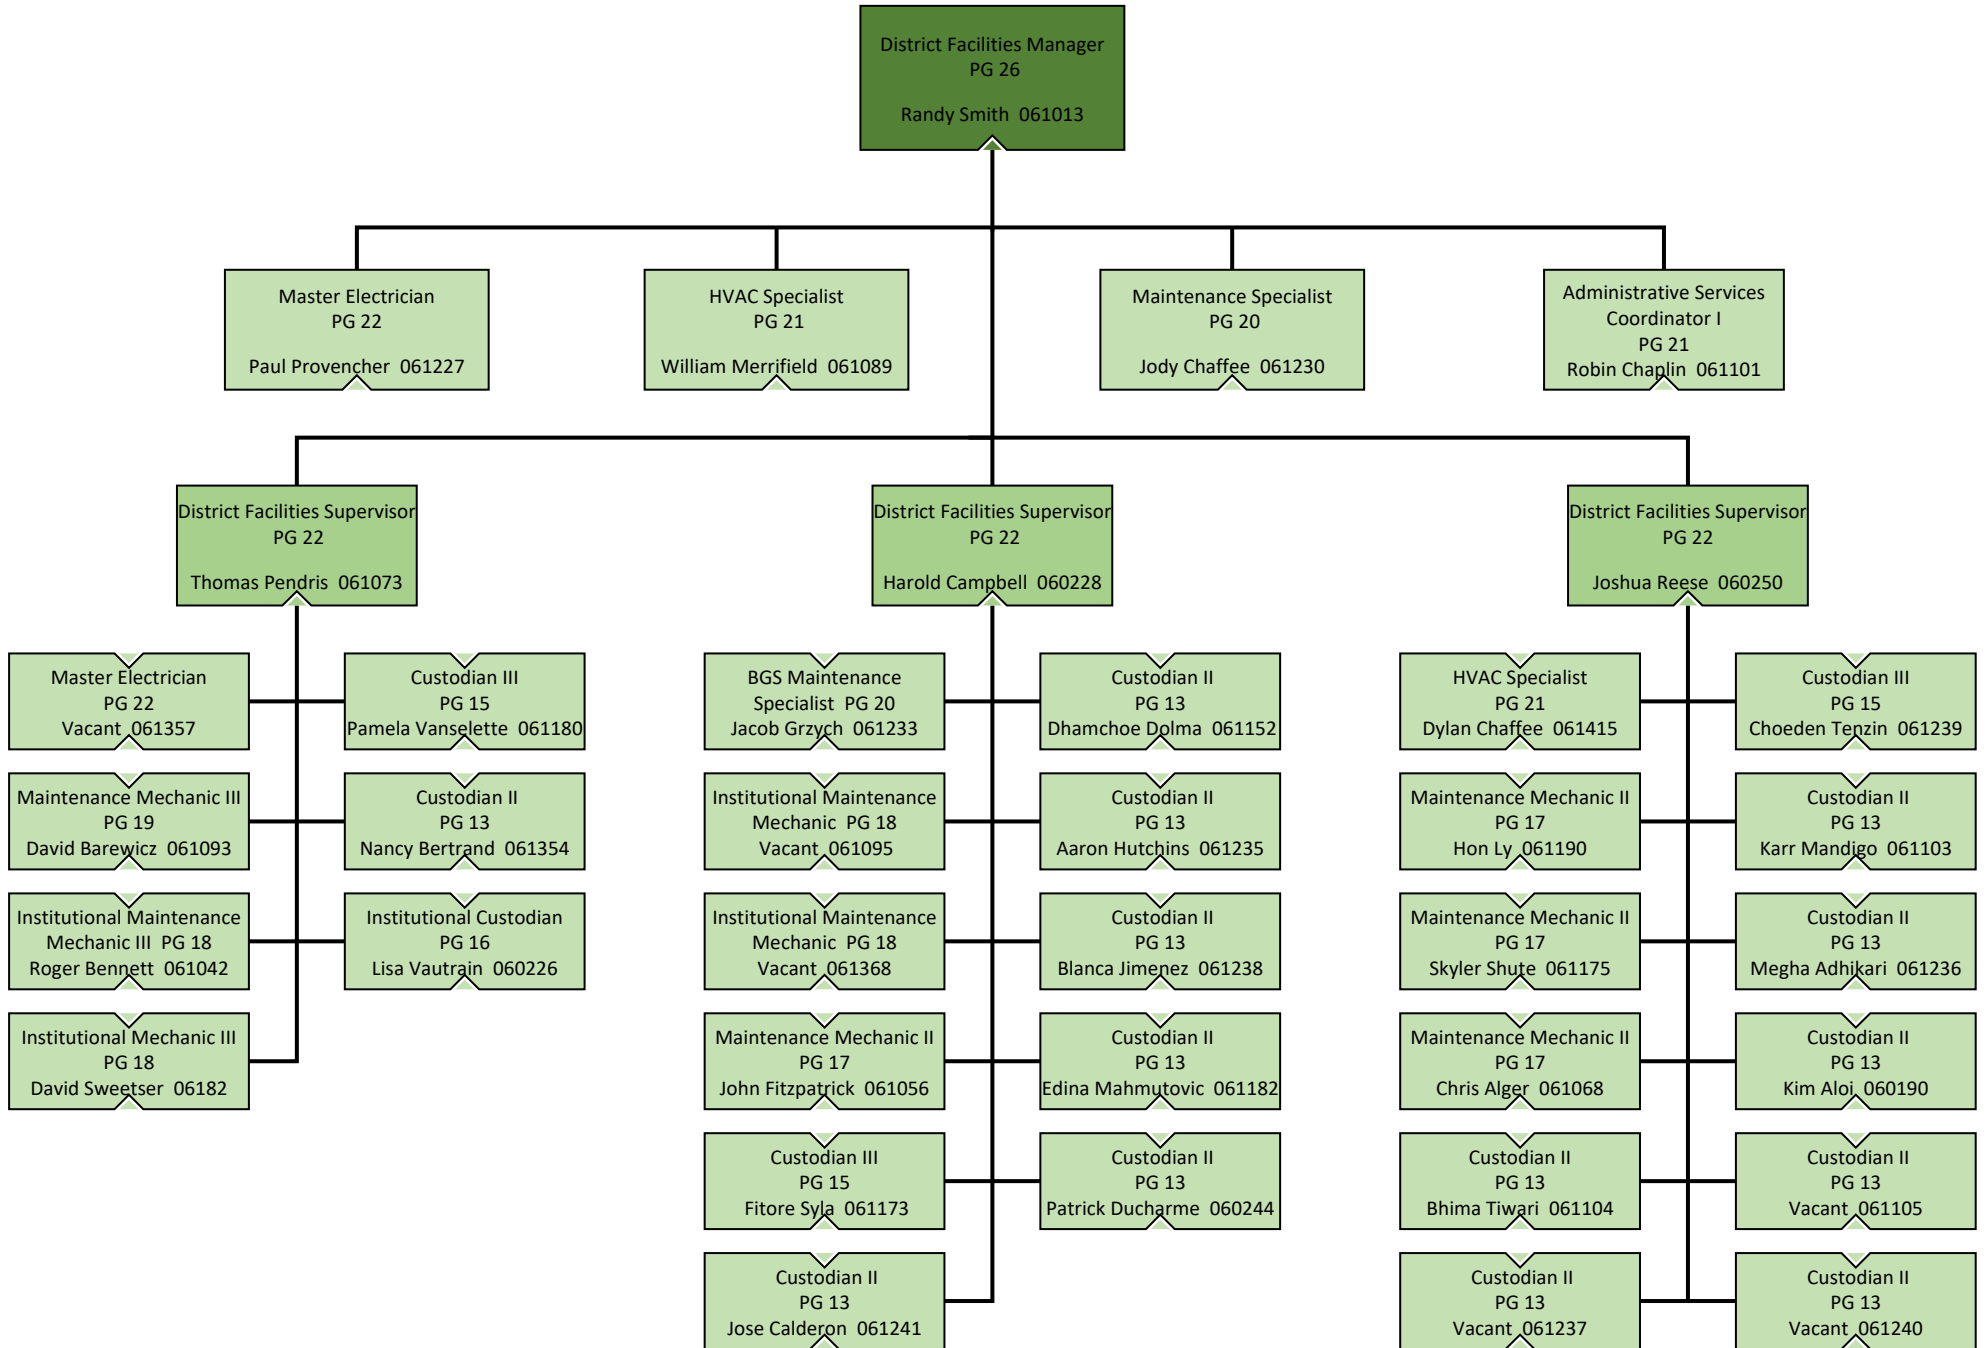 District Facilities Manager
PG 26
Randy Smith 061013
Master Electrician
PG 22
Paul Provencher 061227
HVAC Specialist
PG 21
William Merrifield 061089
Maintenance Specialist
PG 20
Jody Chaffee 061230
Administrative Services
Coordinator I
PG 21
Robin Chaplin 061101
District Facilities Supervisor
PG 22
Thomas Pendris 061073
District Facilities Supervisor
PG 22
Harold Campbell 060228
District Facilities Supervisor
PG 22
Joshua Reese 060250
Master Electrician
PG 22
Vacant 061357
Custodian III
PG 15
Pamela Vanselette 061180
Maintenance Mechanic III
PG 19
David Barewicz 061093
Custodian II
PG 13
Nancy Bertrand 061354
Institutional Maintenance
Mechanic III PG 18
Roger Bennett 061042
Institutional Custodian
PG 16
Lisa Vautrain 060226
Institutional Mechanic III
PG 18
David Sweetser 06182
BGS Maintenance
Specialist PG 20
Jacob Grzych 061233
Custodian II
PG 13
Dhamchoe Dolma 061152
Institutional Maintenance
Mechanic PG 18
Vacant 061095
Custodian II
PG 13
Aaron Hutchins 061235
Institutional Maintenance
Mechanic PG 18
Vacant 061368
Custodian II
PG 13
Blanca Jimenez 061238
Maintenance Mechanic II
PG 17
John Fitzpatrick 061056
Custodian II
PG 13
Edina Mahmutovic 061182
Custodian III
PG 15
Fitore Syla 061173
Custodian II
PG 13
Patrick Ducharme 060244
Custodian II
PG 13
Jose Calderon 061241
HVAC Specialist
PG 21
Dylan Chaffee 061415
Custodian III
PG 15
Choeden Tenzin 061239
Maintenance Mechanic II
PG 17
Hon Ly 061190
Custodian II
PG 13
Karr Mandigo 061103
Maintenance Mechanic II
PG 17
Skyler Shute 061175
Custodian II
PG 13
Megha Adhikari 061236
Maintenance Mechanic II
PG 17
Chris Alger 061068
Custodian II
PG 13
Kim Aloi 060190
Custodian II
PG 13
Bhima Tiwari 061104
Custodian II
PG 13
Vacant 061105
Custodian II
PG 13
Vacant 061237
Custodian II
PG 13
Vacant 061240